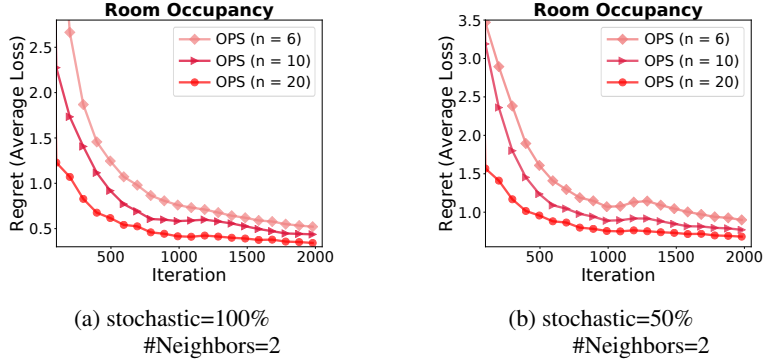 Room Occupancy
2.5
2.0
1.5
1.0
0.5
Regret (Average Loss)
OPS (n = 6)
OPS (n = 10)
OPS (n = 20)
500 1000 1500 2000
Iteration
(a) stochastic=100%
#Neighbors=2
Room Occupancy
3.5
3.0
2.5
2.0
1.5
1.0
Regret (Average Loss)
OPS (n = 6)
OPS (n = 10)
OPS (n = 20)
500 1000 1500 2000
Iteration
(b) stochastic=50%
#Neighbors=2